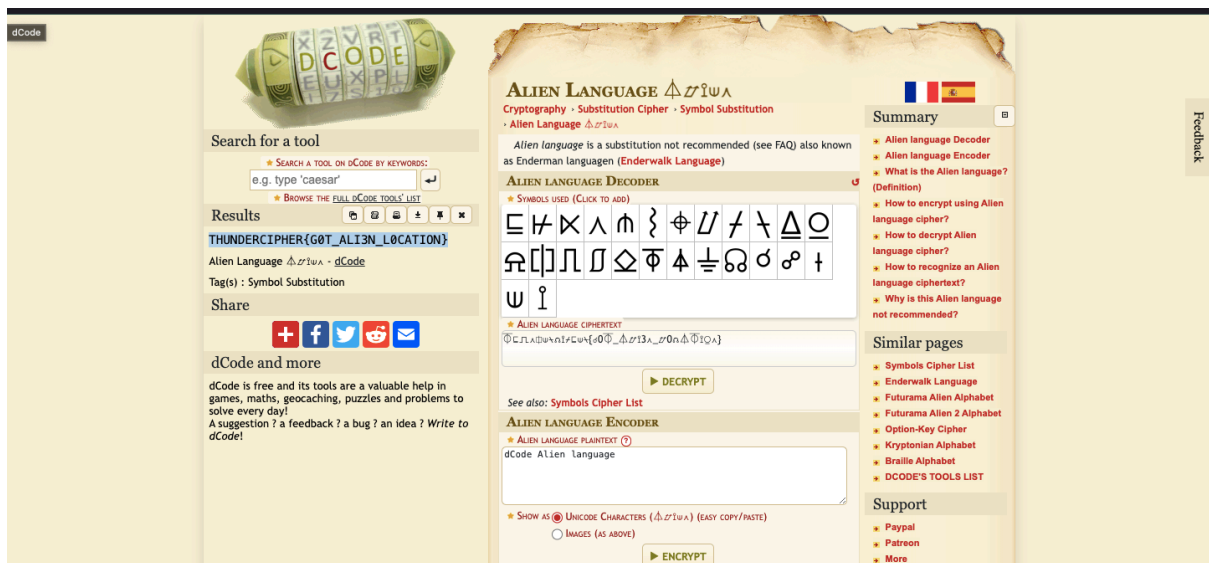 dCode
DCODE
Search for a tool
★ SEARCH A TOOL ON DCODE BY KEYWORDS:
e.g. type 'caesar'
★ BROWSE THE FULL DCODE TOOLS' LIST
Results
THUNDERCIPHER{G0T_ALI3N_L0CATION}
Alien Language - dCode
Tag(s) : Symbol Substitution
Share
dCode and more
dCode is free and its tools are a valuable help in
games, maths, geocaching, puzzles and problems to
solve every day!
A suggestion ? a feedback ? a bug ? an idea ? Write to
dCode!
ALIEN LANGUAGE
Cryptography › Substitution Cipher › Symbol Substitution
› Alien Language
Alien language is a substitution not recommended (see FAQ) also known
as Enderman languagen (Enderwalk Language)
ALIEN LANGUAGE DECODER
★ SYMBOLS USED (CLICK TO ADD)
★ ALIEN LANGUAGE CIPHERTEXT
▶ DECRYPT
See also: Symbols Cipher List
ALIEN LANGUAGE ENCODER
★ ALIEN LANGUAGE PLAINTEXT ?
dCode Alien language
★ SHOW AS UNICODE CHARACTERS (EASY COPY/PASTE)
IMAGES (AS ABOVE)
▶ ENCRYPT
Summary
Alien language Decoder
Alien language Encoder
What is the Alien language?
(Definition)
How to encrypt using Alien
language cipher?
How to decrypt Alien
language cipher?
How to recognize an Alien
language ciphertext?
Why is this Alien language
not recommended?
Similar pages
Symbols Cipher List
Enderwalk Language
Futurama Alien Alphabet
Futurama Alien 2 Alphabet
Option-Key Cipher
Kryptonian Alphabet
Braille Alphabet
DCODE'S TOOLS LIST
Support
Paypal
Patreon
More
Feedback